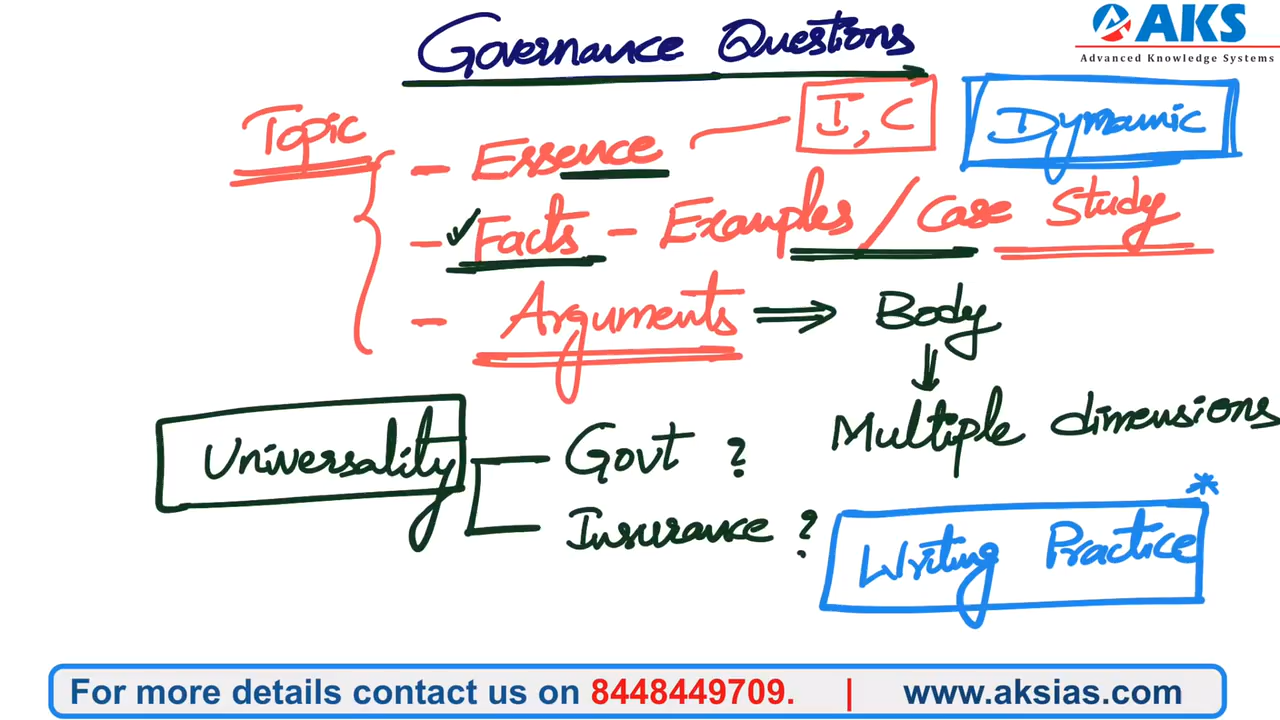 Governance Questions
AKS
Advanced Knowledge Systems
Topic
- Essence — I, C
Dynamic
- ✓ Facts - Examples / Case Study
- Arguments ⇒ Body
↓
Multiple dimensions
Universality
Govt ?
Insurance ?
Writing Practice *
For more details contact us on 8448449709. | www.aksias.com